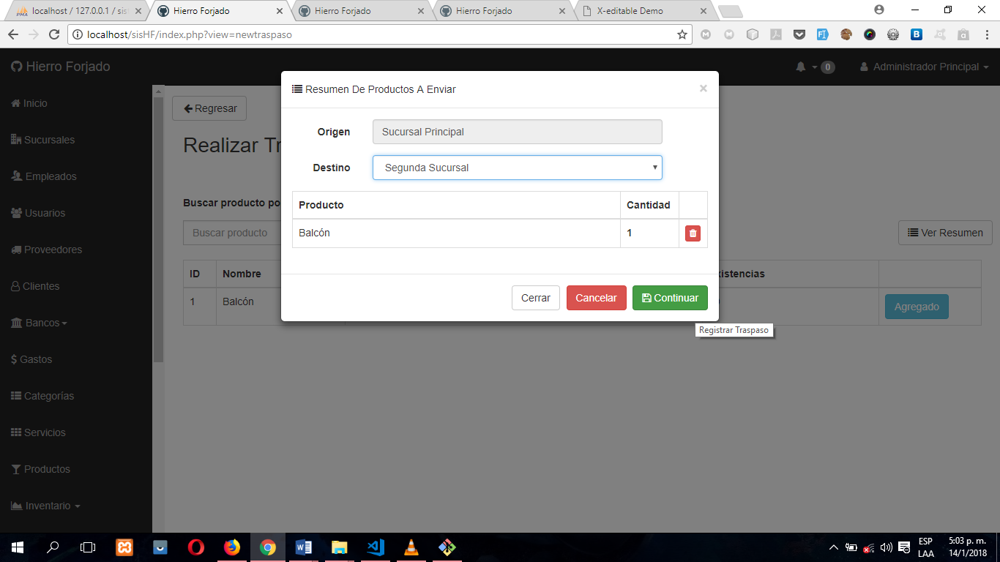 localhost / 127.0.0.1 / sis
Hierro Forjado
Hierro Forjado
Hierro Forjado
X-editable Demo
localhost/sisHF/index.php?view=newtraspaso
Hierro Forjado
0
Administrador Principal
Inicio
Sucursales
Empleados
Usuarios
Proveedores
Clientes
Bancos
$ Gastos
Categorías
Servicios
Productos
Inventario
Regresar
Realizar Tr
Buscar producto po
Buscar producto
Ver Resumen
ID
Nombre
xistencias
1
Balcón
Agregado
Resumen De Productos A Enviar
×
Origen
Sucursal Principal
Destino
Segunda Sucursal
Producto
Cantidad
Balcón
1
Cerrar
Cancelar
Continuar
Registrar Traspaso
ESP
LAA
5:03 p. m.
14/1/2018